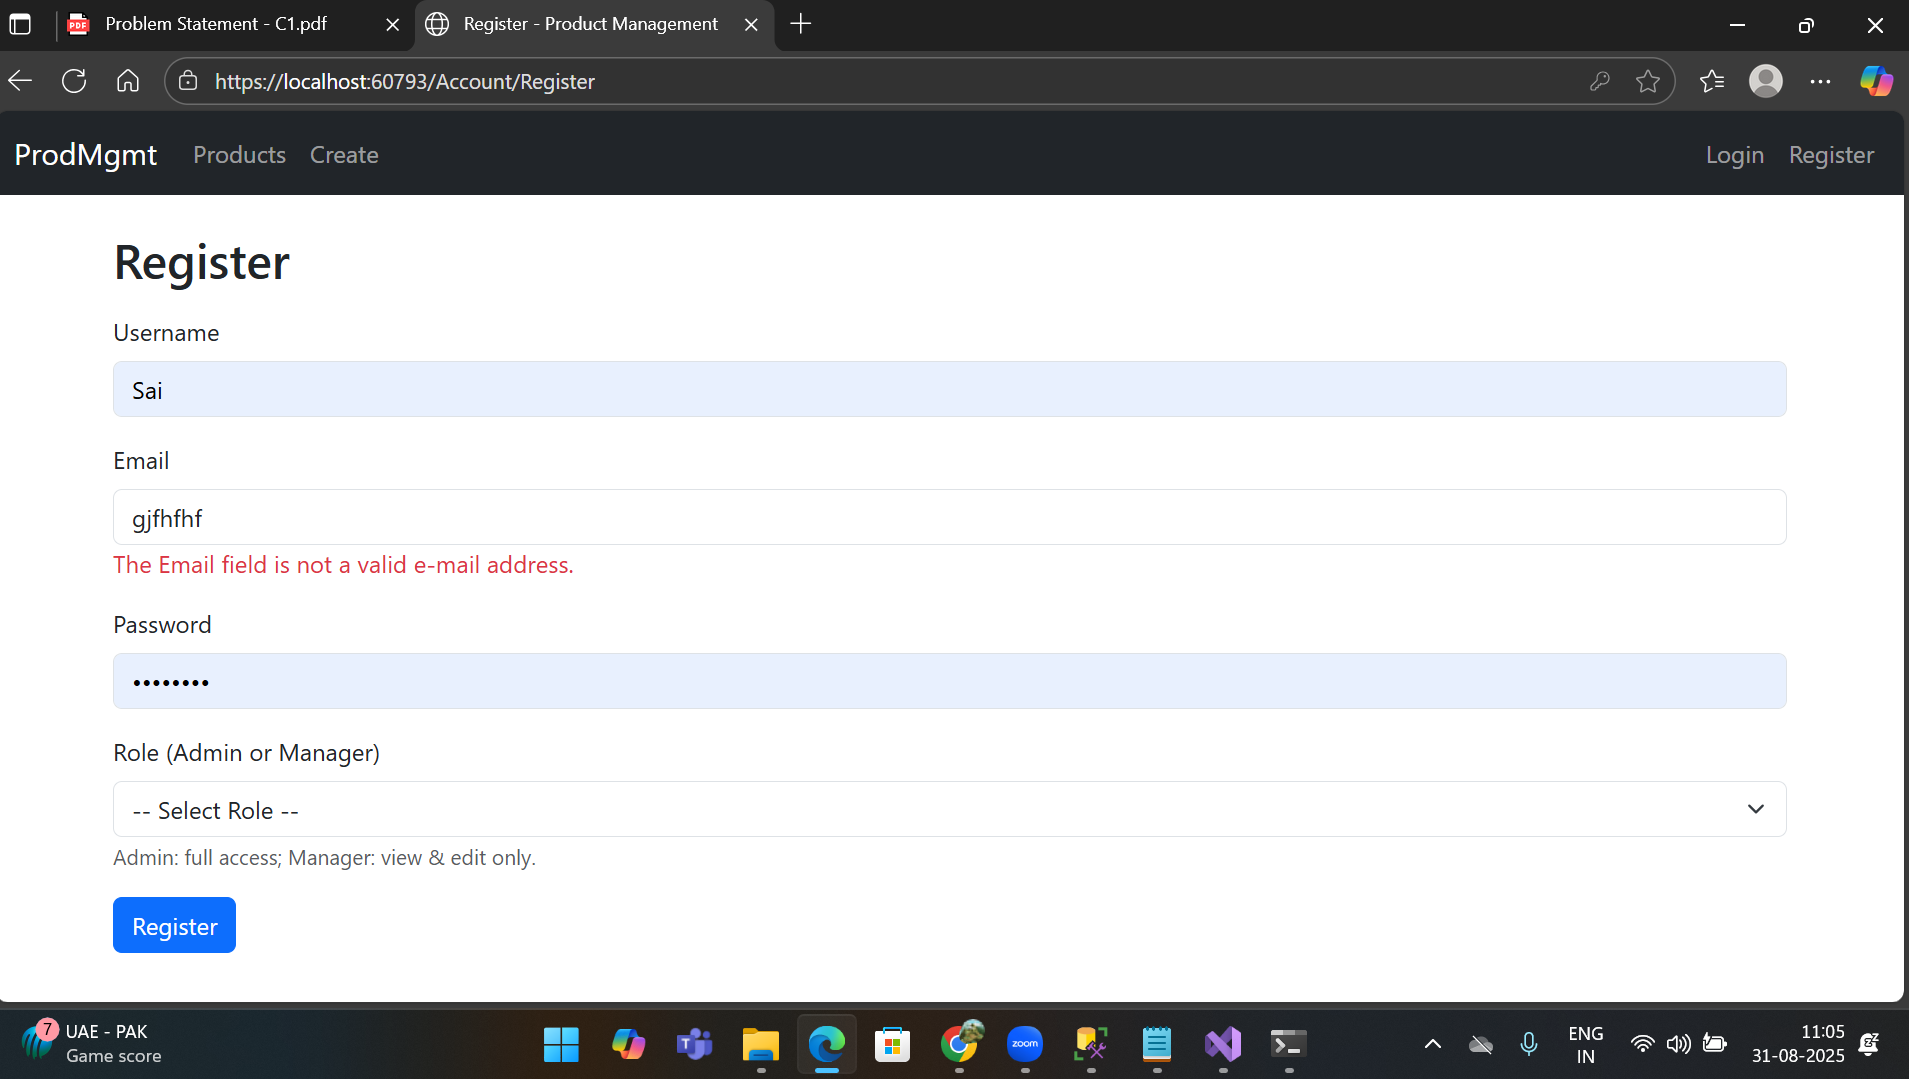 Problem Statement - C1.pdf
Register - Product Management
https://localhost:60793/Account/Register
ProdMgmt Products Create Login Register
Register
Username
Sai
Email
gjfhfhf
The Email field is not a valid e-mail address.
Password
••••••••
Role (Admin or Manager)
-- Select Role --
Admin: full access; Manager: view & edit only.
Register
7
UAE - PAK
Game score
PDF
T
zoom
ENG
IN
11:05
31-08-2025